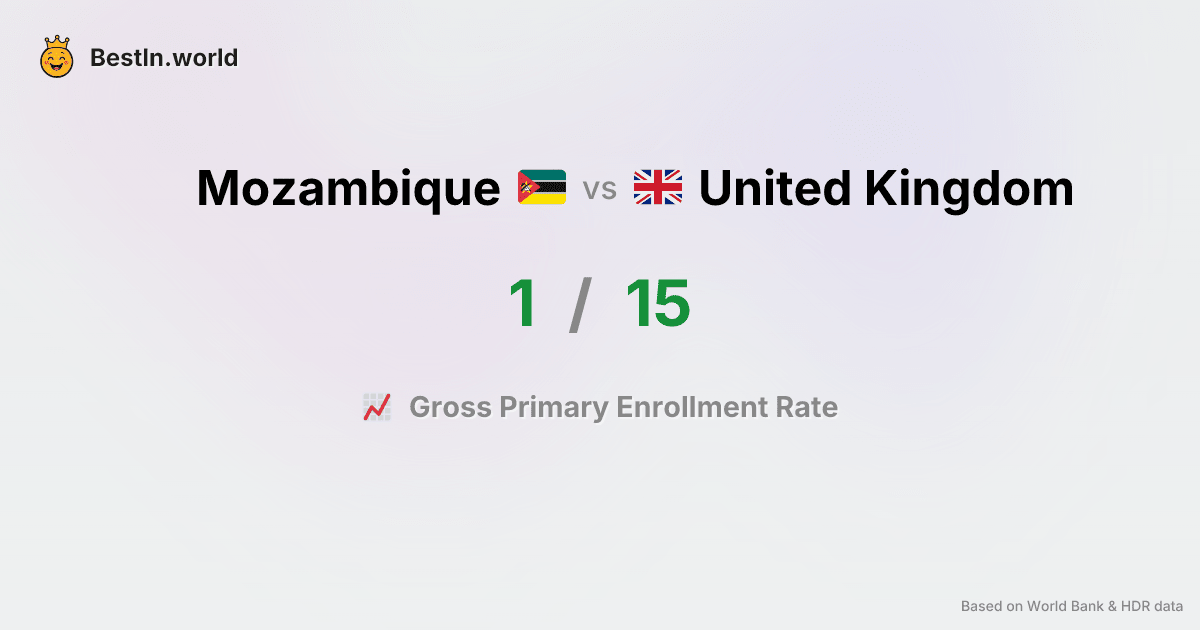 BestIn.world
Mozambique vs United Kingdom
1 / 15
Gross Primary Enrollment Rate
Based on World Bank & HDR data